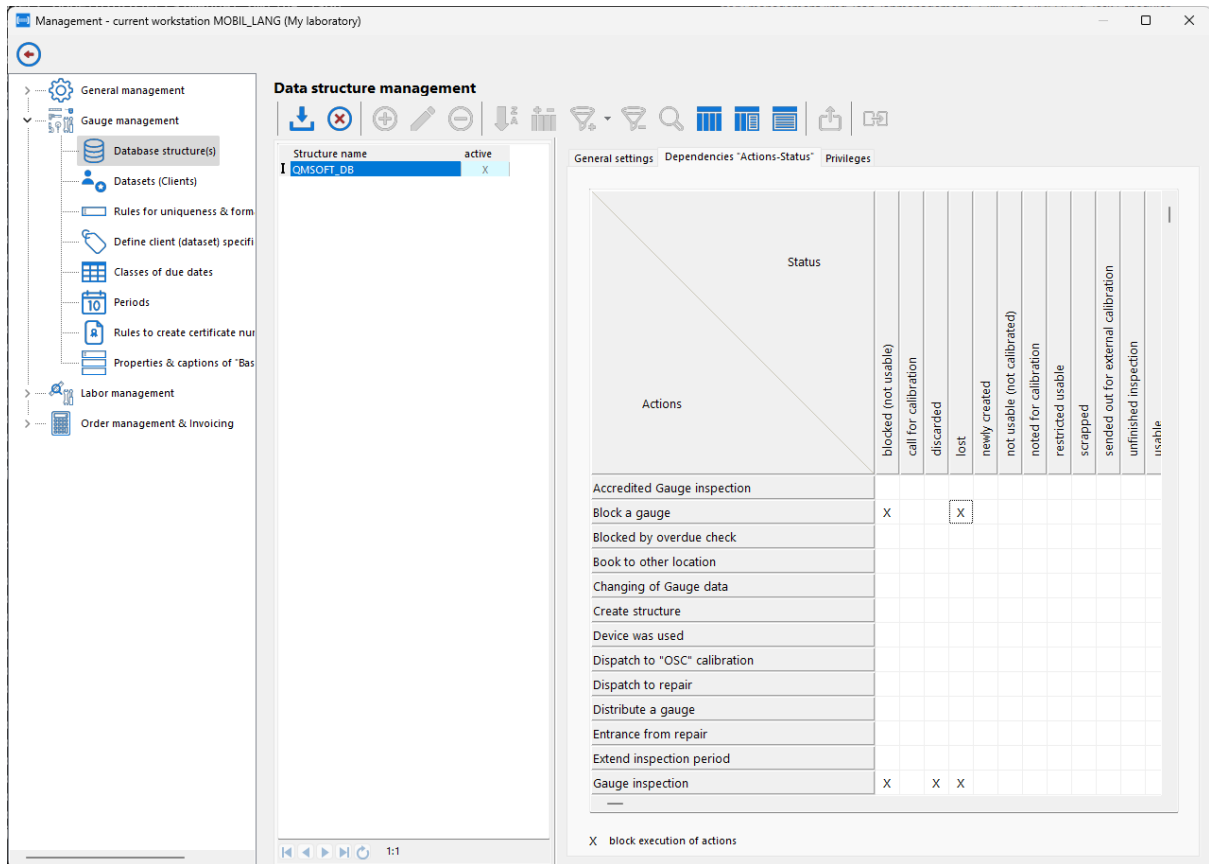 Management - current workstation MOBIL_LANG (My laboratory)
General management
Gauge management
Database structure(s)
Datasets (Clients)
Rules for uniqueness & form
Define client (dataset) specifi
Classes of due dates
10
Periods
Rules to create certificate nur
Properties & captions of "Bas
Labor management
Order management & Invoicing
Data structure management
Structure name active
QMSOFT_DB X
1:1
General settings Dependencies "Actions-Status" Privileges
Status
Actions
blocked (not usable)
call for calibration
discarded
lost
newly created
not usable (not calibrated)
noted for calibration
restricted usable
scrapped
sended out for external calibration
unfinished inspection
usable
Accredited Gauge inspection
Block a gauge X X
Blocked by overdue check
Book to other location
Changing of Gauge data
Create structure
Device was used
Dispatch to "OSC" calibration
Dispatch to repair
Distribute a gauge
Entrance from repair
Extend inspection period
Gauge inspection X X X
X block execution of actions